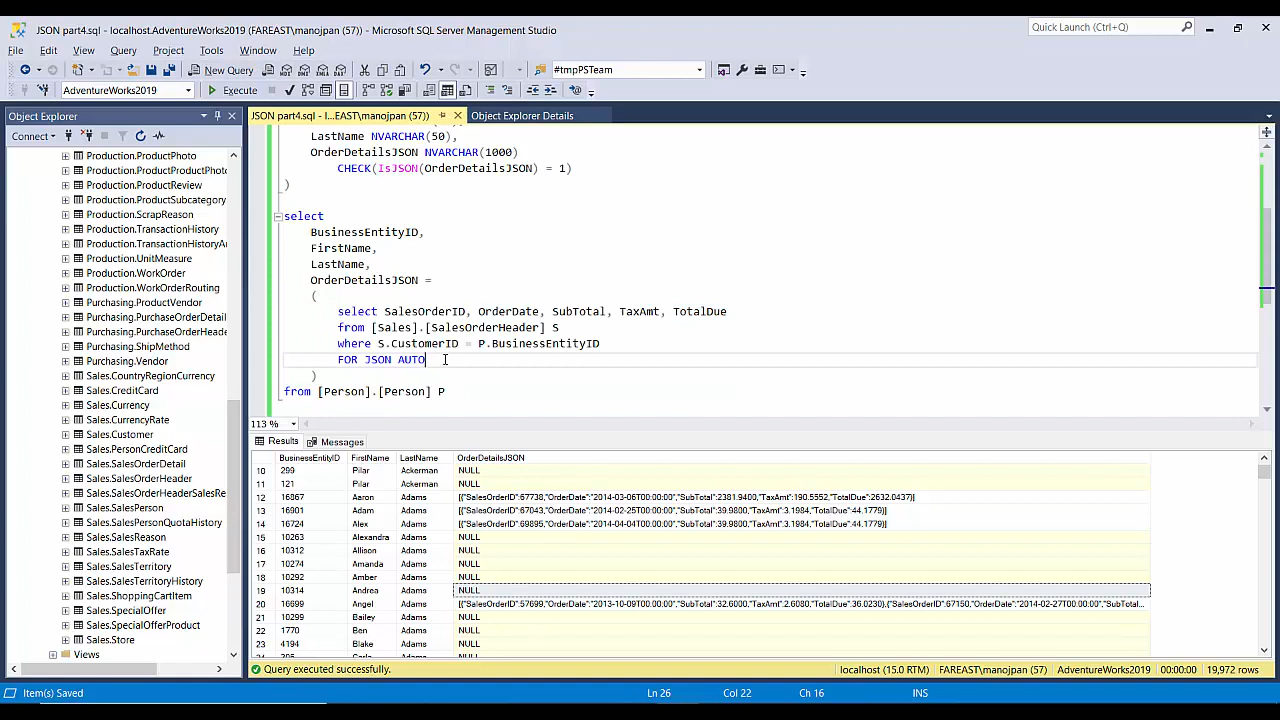 JSON part4.sql - localhost.AdventureWorks2019 (FAREAST\manojpan (57)) - Microsoft SQL Server Management Studio
Quick Launch (Ctrl+Q)
File Edit View Query Project Tools Window Help
New Query
#tmpPSTeam
AdventureWorks2019
Execute
Object Explorer
JSON part4.sql - l...EAST\manojpan (57))
Object Explorer Details
Connect
Production.ProductPhoto
Production.ProductProductPhoto
Production.ProductReview
Production.ProductSubcategory
Production.ScrapReason
Production.TransactionHistory
Production.TransactionHistoryAr
Production.UnitMeasure
Production.WorkOrder
Production.WorkOrderRouting
Purchasing.ProductVendor
Purchasing.PurchaseOrderDetail
Purchasing.PurchaseOrderHeade
Purchasing.ShipMethod
Purchasing.Vendor
Sales.CountryRegionCurrency
Sales.CreditCard
Sales.Currency
Sales.CurrencyRate
Sales.Customer
Sales.PersonCreditCard
Sales.SalesOrderDetail
Sales.SalesOrderHeader
Sales.SalesOrderHeaderSalesRe
Sales.SalesPerson
Sales.SalesPersonQuotaHistory
Sales.SalesReason
Sales.SalesTaxRate
Sales.SalesTerritory
Sales.SalesTerritoryHistory
Sales.ShoppingCartItem
Sales.SpecialOffer
Sales.SpecialOfferProduct
Sales.Store
Views
LastName NVARCHAR(50),
OrderDetailsJSON NVARCHAR(1000)
CHECK(IsJSON(OrderDetailsJSON) = 1)
)
select
BusinessEntityID,
FirstName,
LastName,
OrderDetailsJSON =
(
select SalesOrderID, OrderDate, SubTotal, TaxAmt, TotalDue
from [Sales].[SalesOrderHeader] S
where S.CustomerID = P.BusinessEntityID
FOR JSON AUTO
)
from [Person].[Person] P
113 %
Results Messages
BusinessEntityID FirstName LastName OrderDetailsJSON
10 299 Pilar Ackerman NULL
11 121 Pilar Ackerman NULL
12 16867 Aaron Adams [{"SalesOrderID":67738,"OrderDate":"2014-03-06T00:00:00","SubTotal":2381.9400,"TaxAmt":190.5552,"TotalDue":2632.0437}]
13 16901 Adam Adams [{"SalesOrderID":67043,"OrderDate":"2014-02-25T00:00:00","SubTotal":39.9800,"TaxAmt":3.1984,"TotalDue":44.1779}]
14 16724 Alex Adams [{"SalesOrderID":69895,"OrderDate":"2014-04-04T00:00:00","SubTotal":39.9800,"TaxAmt":3.1984,"TotalDue":44.1779}]
15 10263 Alexandra Adams NULL
16 10312 Allison Adams NULL
17 10274 Amanda Adams NULL
18 10292 Amber Adams NULL
19 10314 Andrea Adams NULL
20 16699 Angel Adams [{"SalesOrderID":57699,"OrderDate":"2013-10-09T00:00:00","SubTotal":32.6000,"TaxAmt":2.6080,"TotalDue":36.0230},{"SalesOrderID":67150,"OrderDate":"2014-02-27T00:00:00","SubTotal...
21 10299 Bailey Adams NULL
22 1770 Ben Adams NULL
23 4194 Blake Adams NULL
Query executed successfully.
localhost (15.0 RTM) FAREAST\manojpan (57) AdventureWorks2019 00:00:00 19,972 rows
Item(s) Saved
Ln 26 Col 22 Ch 16 INS